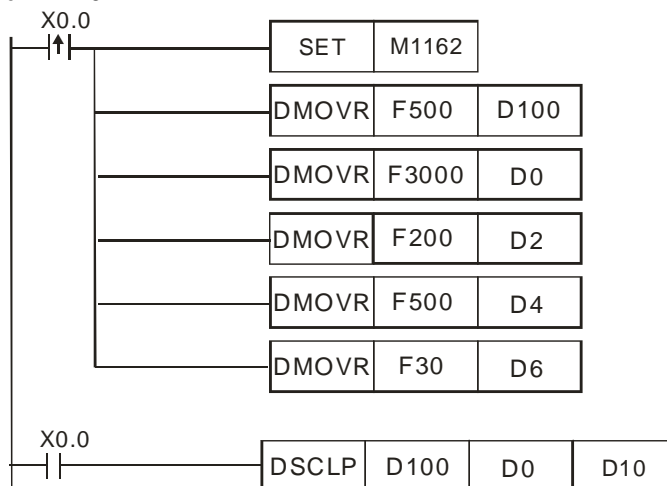 X0.0
SET M1162
DMOVR F500 D100
DMOVR F3000 D0
DMOVR F200 D2
DMOVR F500 D4
DMOVR F30 D6
X0.0
DSCLP D100 D0 D10